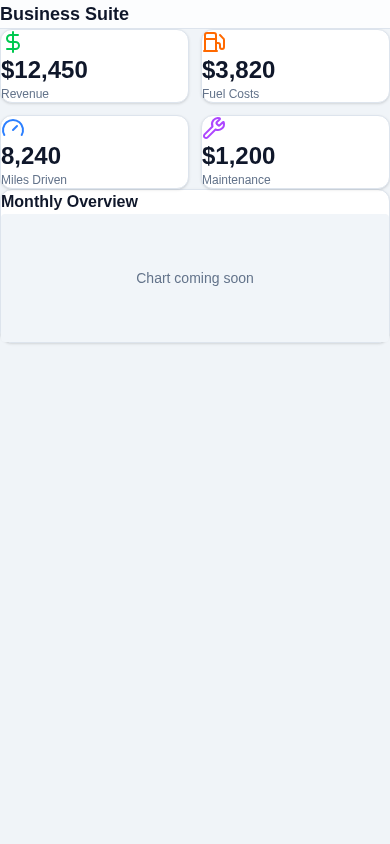 Business Suite
$12,450
Revenue
$3,820
Fuel Costs
8,240
Miles Driven
$1,200
Maintenance
Monthly Overview
Chart coming soon